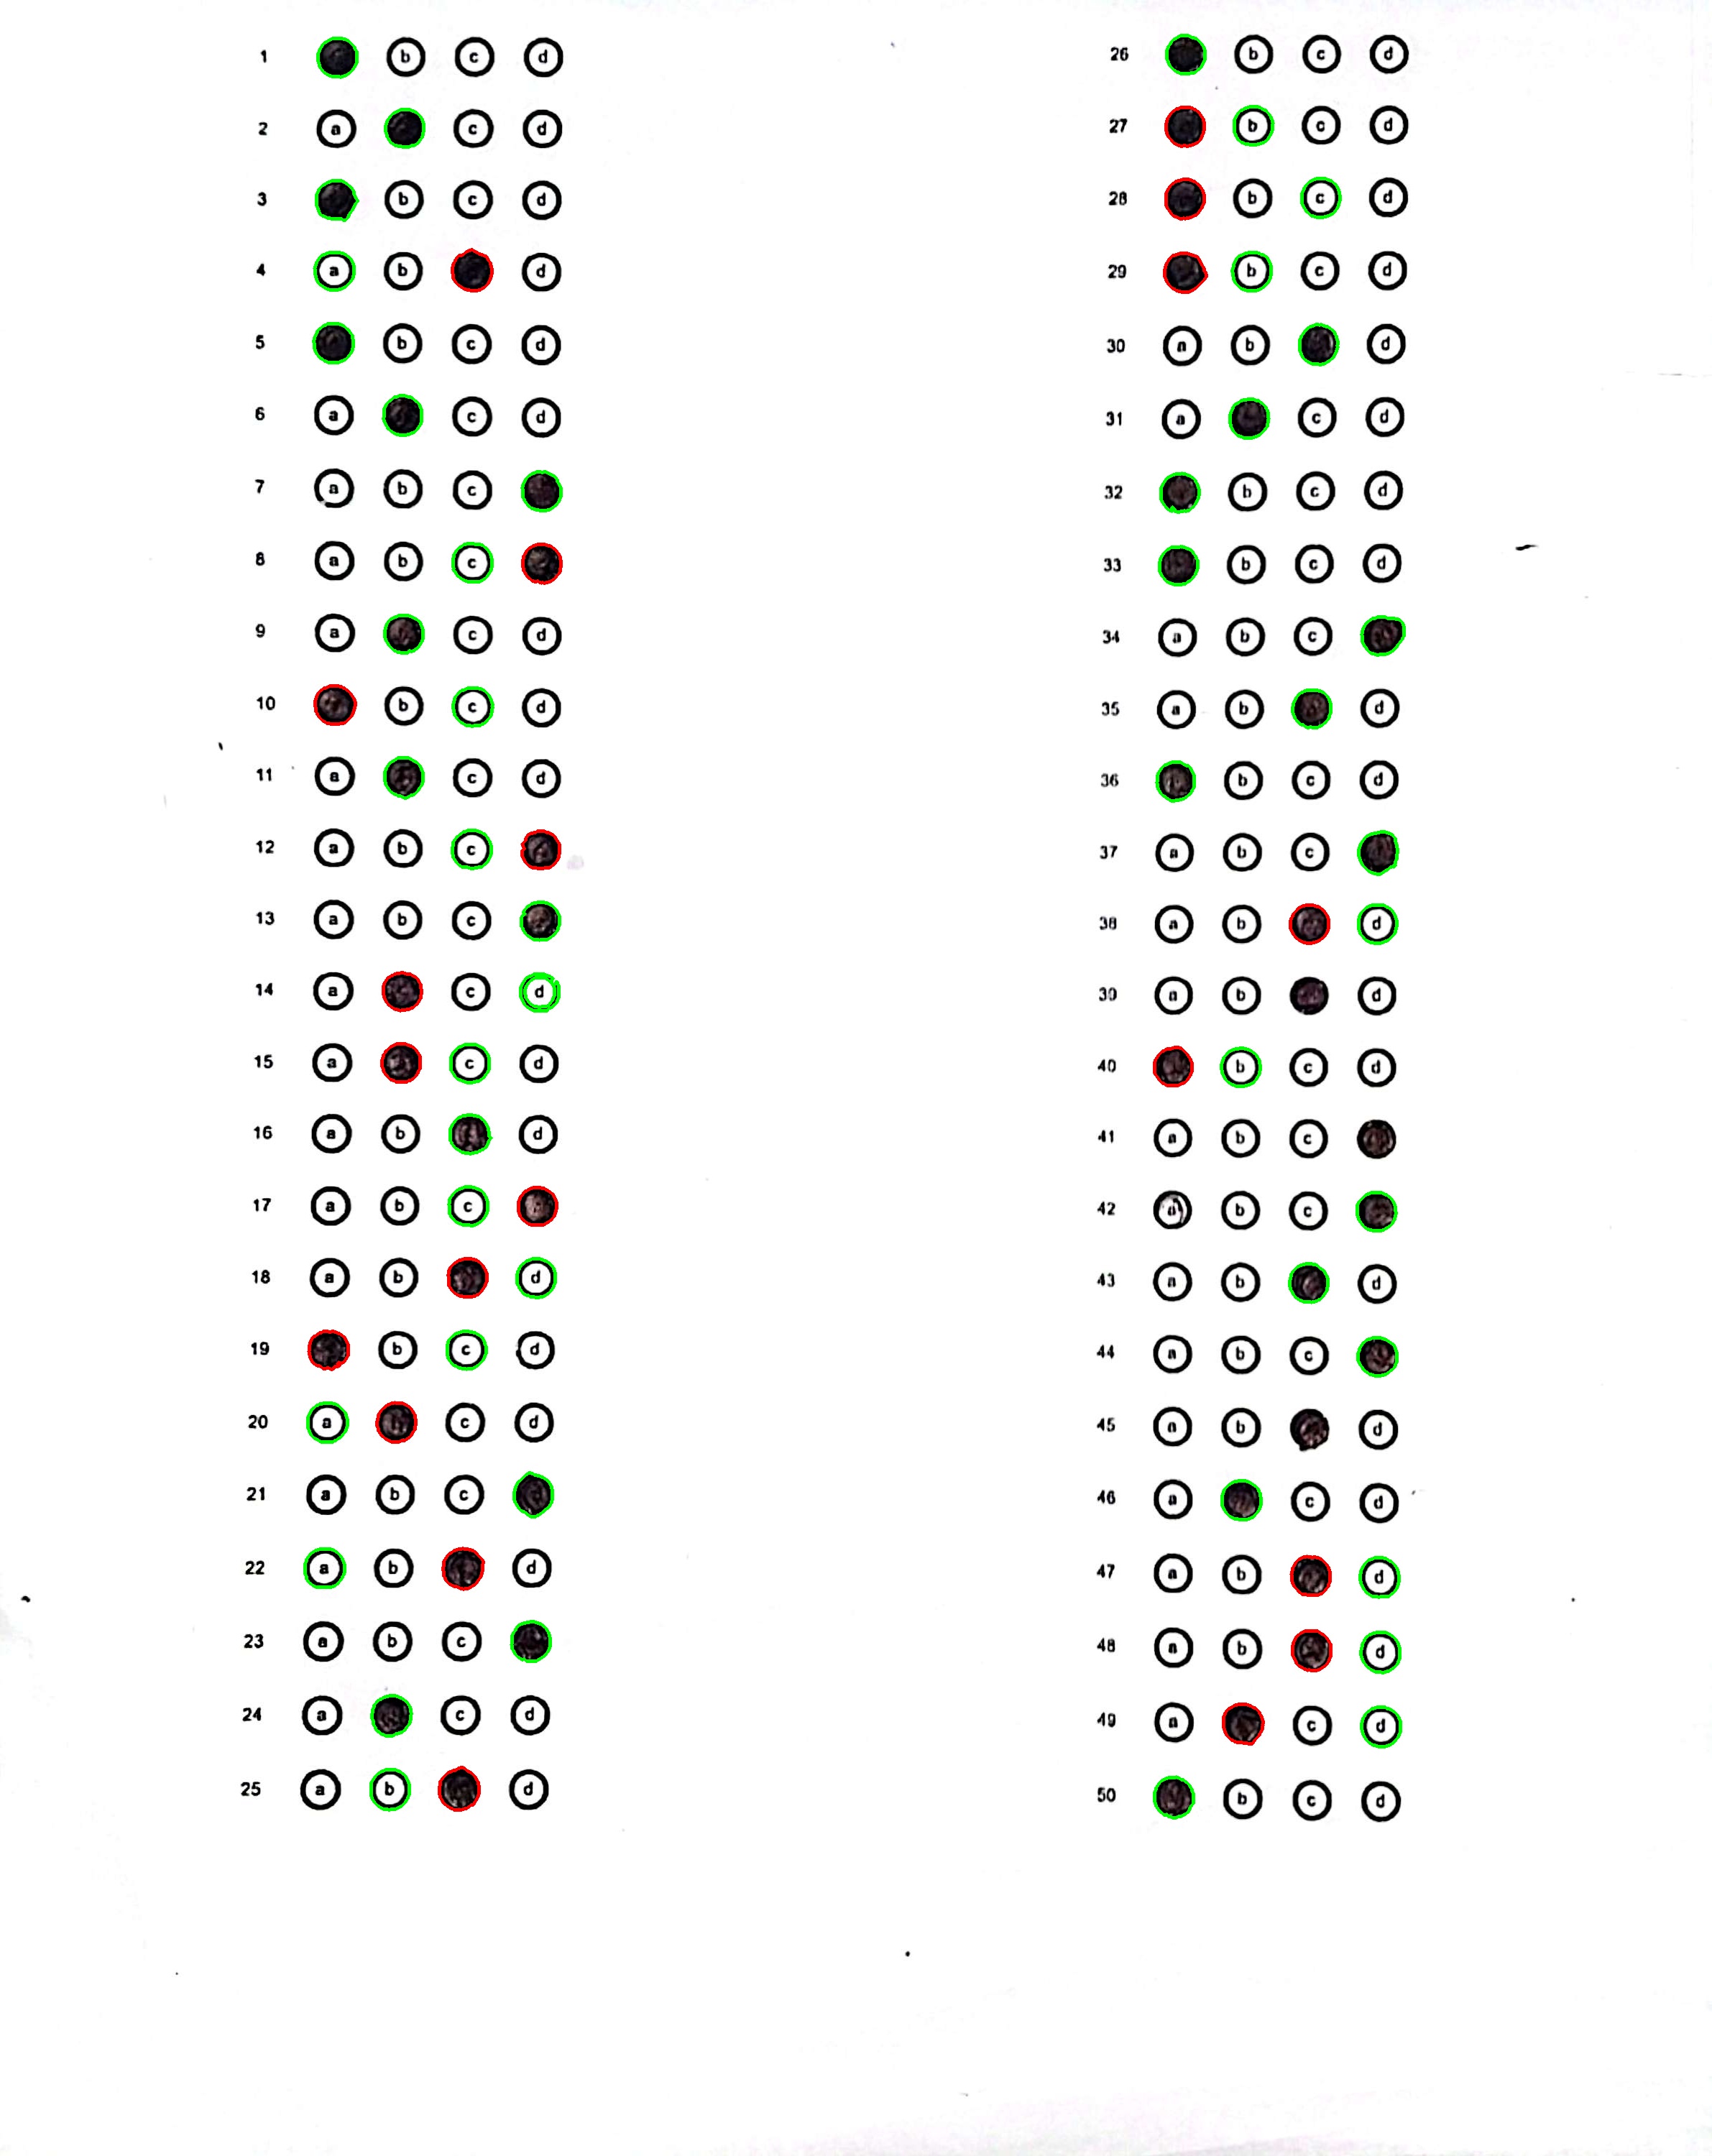 1 b c d
2 a c d
3 b c d
4 a b d
5 b c d
6 a c d
7 a b c
8 a b c
9 a c d
10 b c d
11 a c d
12 a b c
13 a b c
14 a c d
15 a c d
16 a b d
17 a b c
18 a b d
19 b c d
20 a c d
21 a b c
22 a b d
23 a b c
24 a c d
25 a b d
26 b c d
27 b c d
28 b c d
29 b c d
30 a b d
31 a c d
32 b c d
33 b c d
34 a b c
35 a b d
36 b c d
37 a b c
38 a b d
39 a b d
40 b c d
41 a b c
42 a b c
43 a b d
44 a b c
45 a b d
46 a c d
47 a b d
48 a b d
49 a c d
50 b c d